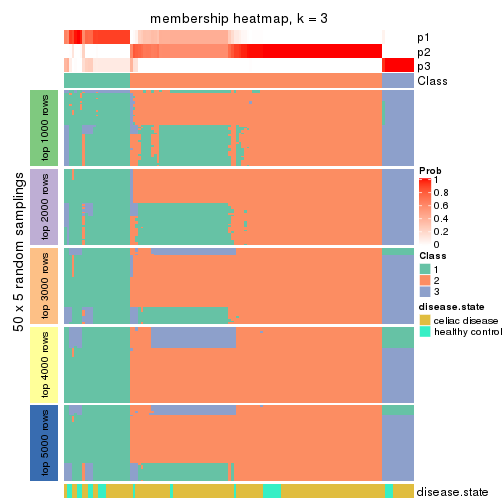 membership heatmap, k = 3
p1
p2
p3
Class
50 x 5 random samplings
top 1000 rows
top 2000 rows
top 3000 rows
top 4000 rows
top 5000 rows
Prob
1
0.8
0.6
0.4
0.2
0
Class
1
2
3
disease.state
celiac disease
healthy control
disease.state